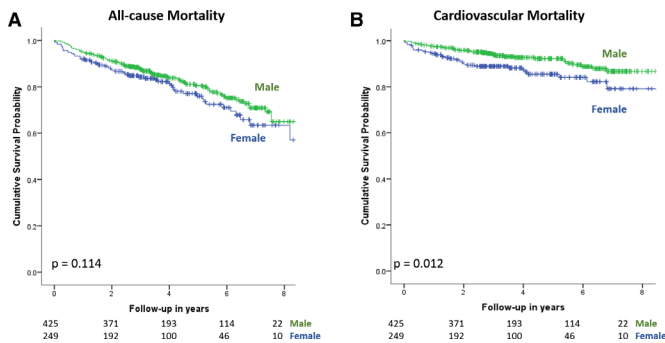 A
All-cause Mortality
Cumulative Survival Probability
1.0
0.8
0.6
0.4
0.2
0.0
Male
Female
p = 0.114
0 2 4 6 8
Follow-up in years
425 371 193 114 22 Male
249 192 100 46 10 Female
B
Cardiovascular Mortality
Cumulative Survival Probability
1.0
0.8
0.6
0.4
0.2
0.0
Male
Female
p = 0.012
0 2 4 6 8
Follow-up in years
425 371 193 114 22 Male
249 192 100 46 10 Female